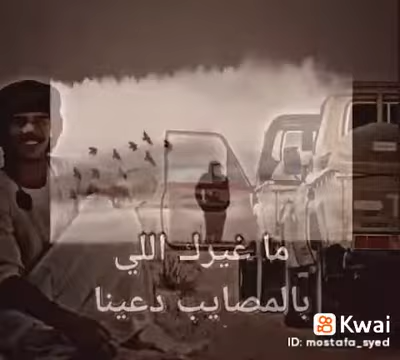 ما غيرك اللي
بالمصايب دعينا
Kwai
ID: mostafa_syed